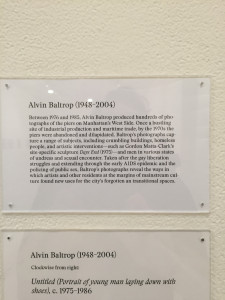 Alvin Baltrop (1948-2004)
Between 1976 and 1982, Alvin Baltrop produced hundreds of pho-
tographs of the piers on Manhattan's West Side. Once a bustling
site of industrial production and maritime trade, by the 1970s the
piers were abandoned and dilapidated. Baltrop's photographs cap-
ture a range of subjects, including crumbling buildings, homeless
people, and artistic interventions—such as Gordon Matta-Clark's
site-specific sculpture Days End (1975)—and men in various states
of undress and sexual encounter. Taken after the gay liberation
struggles and extending through the early AIDS epidemic and the
policing of public sex, Baltrop's photographs reveal the ways in
which artists and other residents at the margins of mainstream cul-
ture found new uses for the city's forgotten transitional spaces.
Alvin Baltrop (1948-2004)
Clockwise from right:
Untitled (Portrait of young man laying down with
shoes), c. 1975-1986